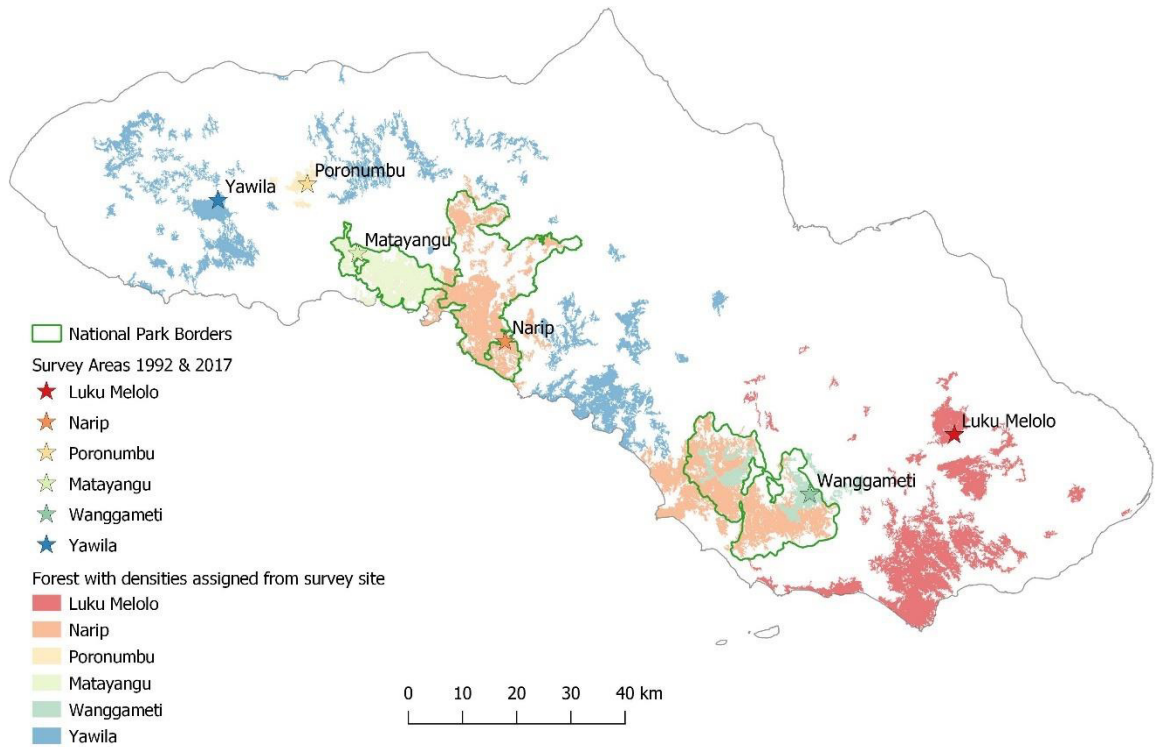 Poronumbu
Yawila
Matayangu
Narip
Luku Melolo
Wanggameti
National Park Borders
Survey Areas 1992 & 2017
Luku Melolo
Narip
Poronumbu
Matayangu
Wanggameti
Yawila
Forest with densities assigned from survey site
Luku Melolo
Narip
Poronumbu
Matayangu
Wanggameti
Yawila
0 10 20 30 40 km